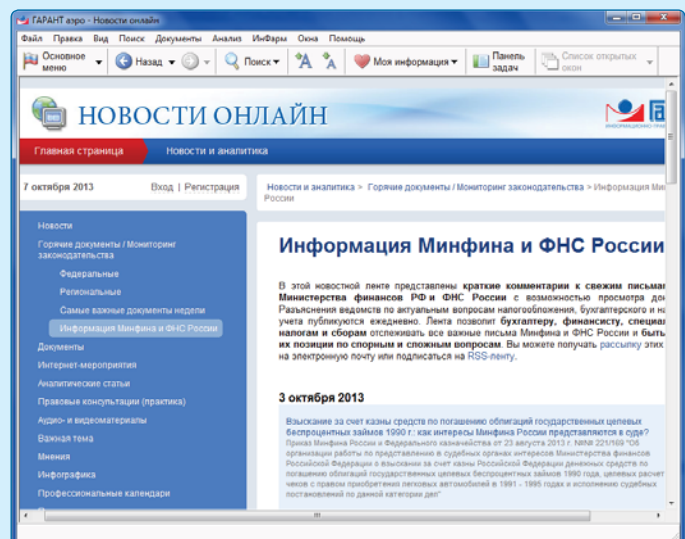 ГАРАНТ аэро - Новости онлайн
Файл Правка Вид Поиск Документы Анализ ИнФарм Окна Помощь
Основное меню Назад Поиск Моя информация Панель задач Список открытых окон
НОВОСТИ ОНЛАЙН
Главная страница Новости и аналитика
7 октября 2013 Вход | Регистрация
Новости и аналитика > Горячие документы / Мониторинг законодательства > Информация Мин
России
Новости
Горячие документы / Мониторинг
законодательства
Федеральные
Региональные
Самые важные документы недели
Информация Минфина и ФНС России
Документы
Интернет-мероприятия
Аналитические статьи
Правовые консультации (практика)
Аудио- и видеоматериалы
Важная тема
Мнения
Инфографика
Профессиональные календари
Информация Минфина и ФНС России
В этой новостной ленте представлены краткие комментарии к свежим письмам
Министерства финансов РФ и ФНС России с возможностью просмотра док
Разъяснения ведомств по актуальным вопросам налогообложения, бухгалтерского и на
учета публикуются ежедневно. Лента позволит бухгалтеру, финансисту, специал
налогам и сборам отслеживать все важные письма Минфина и ФНС России и быть
их позиции по спорным и сложным вопросам. Вы можете получать рассылку этих
на электронную почту или подписаться на RSS-ленту.
3 октября 2013
Взыскание за счет казны средств по погашению облигаций государственных целевых
беспроцентных займов 1990 г.: как интересы Минфина России представляются в суде?
Приказ Минфина России и Федерального казначейства от 23 августа 2013 г. NN№ 221/169 "Об
организации работы по представлению в судебных органах интересов Министерства финансов
Российской Федерации о взыскании за счет казны Российской Федерации денежных средств по
погашению облигаций государственных целевых беспроцентных займов 1990 года, целевых расчет
чеков с правом приобретения легковых автомобилей в 1991 - 1995 годах и исполнению судебных
постановлений по данной категории дел"